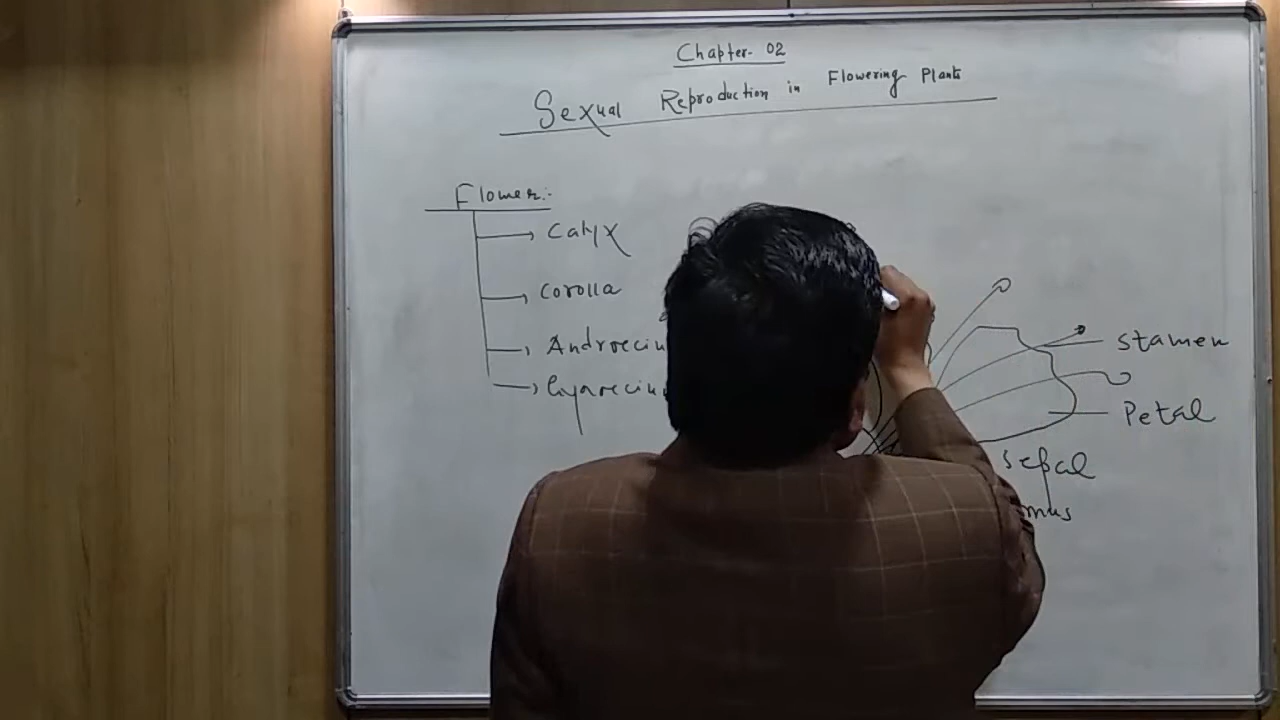 Chapter- 02
Sexual Reproduction in Flowering Plants
Flower:-
Calyx
Corolla
Stamen
Petal
Sepal